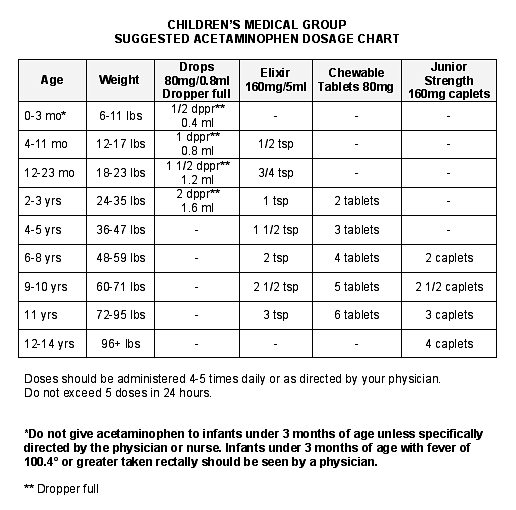 CHILDREN'S MEDICAL GROUP
SUGGESTED ACETAMINOPHEN DOSAGE CHART
Age Weight Drops 80mg/0.8ml Dropper full Elixir 160mg/5ml Chewable Tablets 80mg Junior Strength 160mg caplets
0-3 mo* 6-11 lbs 1/2 dppr** 0.4 ml - - -
4-11 mo 12-17 lbs 1 dppr** 0.8 ml 1/2 tsp - -
12-23 mo 18-23 lbs 1 1/2 dppr** 1.2 ml 3/4 tsp - -
2-3 yrs 24-35 lbs 2 dppr** 1.6 ml 1 tsp 2 tablets -
4-5 yrs 36-47 lbs - 1 1/2 tsp 3 tablets -
6-8 yrs 48-59 lbs - 2 tsp 4 tablets 2 caplets
9-10 yrs 60-71 lbs - 2 1/2 tsp 5 tablets 2 1/2 caplets
11 yrs 72-95 lbs - 3 tsp 6 tablets 3 caplets
12-14 yrs 96+ lbs - - - 4 caplets
Doses should be administered 4-5 times daily or as directed by your physician.
Do not exceed 5 doses in 24 hours.
*Do not give acetaminophen to infants under 3 months of age unless specifically
directed by the physician or nurse. Infants under 3 months of age with fever of
100.4° or greater taken rectally should be seen by a physician.
** Dropper full